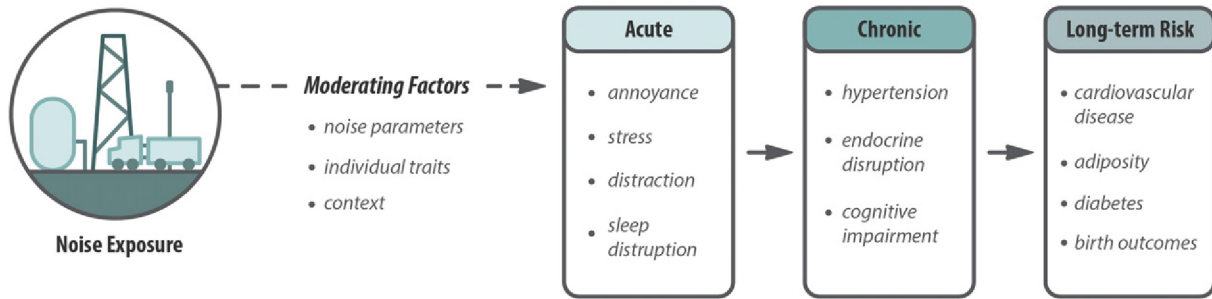 Noise Exposure
Moderating Factors
• noise parameters
• individual traits
• context
Acute
• annoyance
• stress
• distraction
• sleep
distruption
Chronic
• hypertension
• endocrine
disruption
• cognitive
impairment
Long-term Risk
• cardiovascular
disease
• adiposity
• diabetes
• birth outcomes